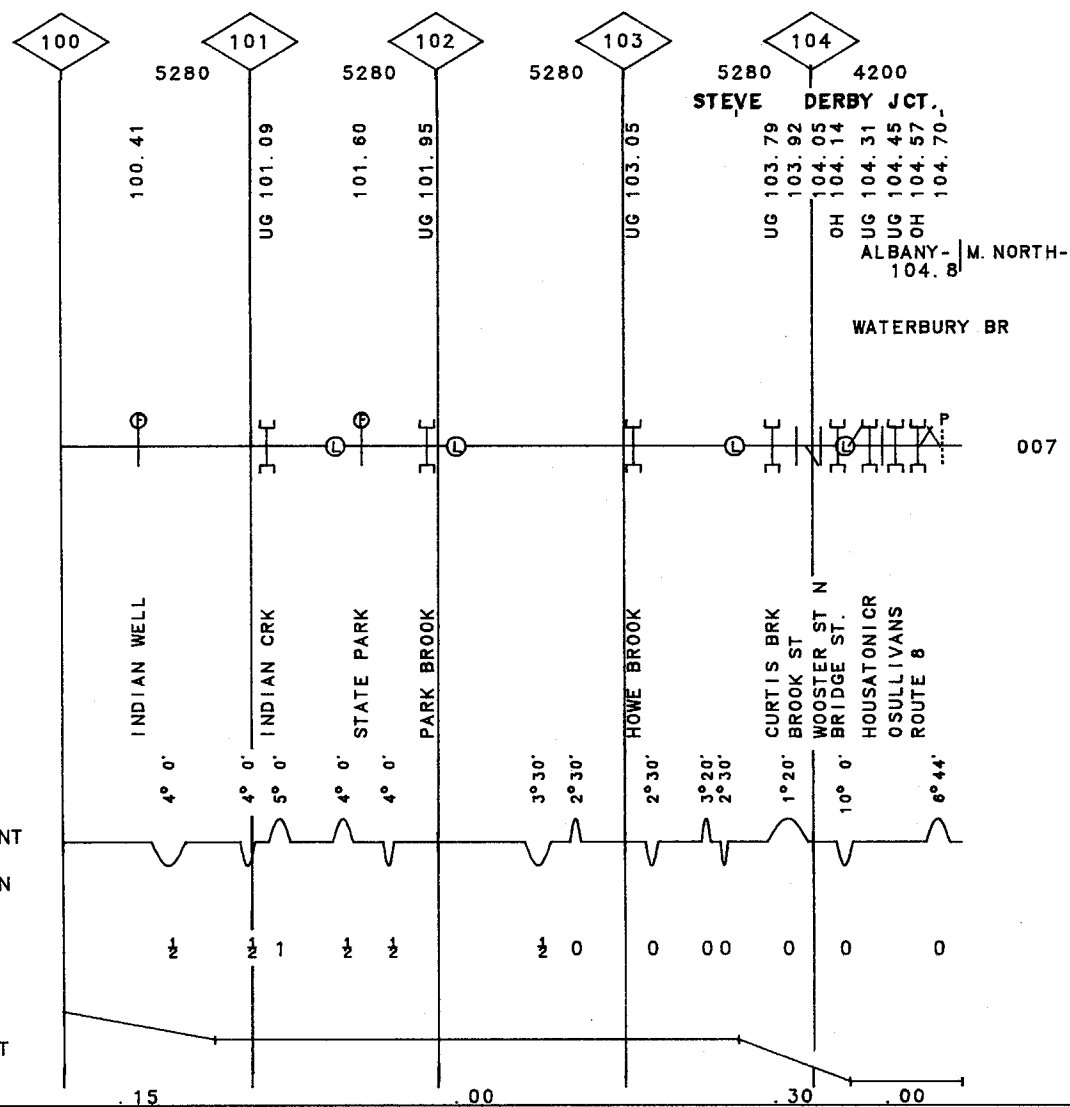 100
101
102
103
104
5280
5280
5280
5280
4200
STEVE
DERBY JCT.
100.41
UG 101.09
101.60
UG 101.95
UG 103.05
UG 103.79
103.92
104.05
OH 104.14
UG 104.31
UG 104.45
OH 104.57
104.70
ALBANY-
M. NORTH-
104.8
WATERBURY BR
P
L
P
L
L
L
P
007
INDIAN WELL
INDIAN CRK
STATE PARK
PARK BROOK
HOWE BROOK
CURTIS BRK
BROOK ST
WOOSTER ST N
BRIDGE ST.
HOUSATONICR
OSULLIVANS
ROUTE 8
4° 0'
4° 0'
5° 0'
4° 0'
4° 0'
3°30'
2°30'
2°30'
3°20'
2°30'
1°20'
10° 0'
6°44'
NT
N
½
½
1
½
½
½
0
0
0
0
0
0
0
T
.15
.00
.30
.00